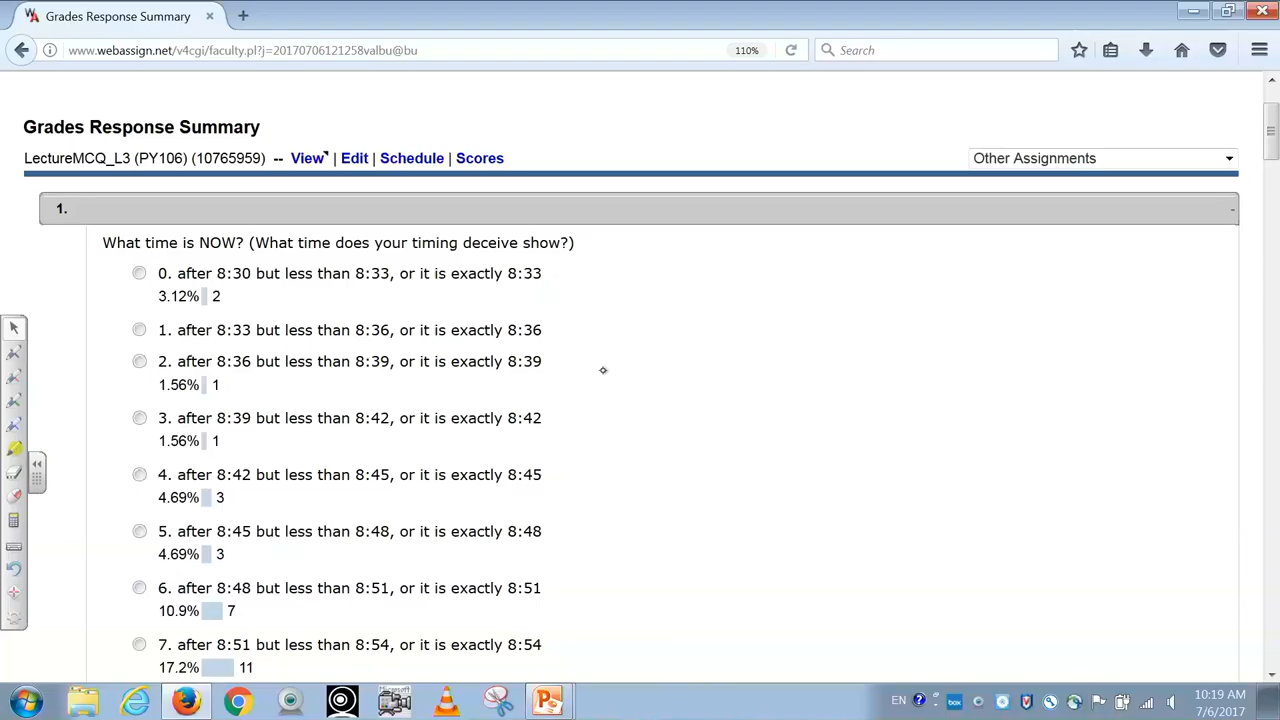 Grades Response Summary
www.webassign.net/v4cgi/faculty.pl?j=20170706121258valbu@bu
110%
Search
Grades Response Summary
LectureMCQ_L3 (PY106) (10765959) -- View | Edit | Schedule | Scores
Other Assignments
1.
What time is NOW? (What time does your timing deceive show?)
0. after 8:30 but less than 8:33, or it is exactly 8:33
3.12% 2
1. after 8:33 but less than 8:36, or it is exactly 8:36
2. after 8:36 but less than 8:39, or it is exactly 8:39
1.56% 1
3. after 8:39 but less than 8:42, or it is exactly 8:42
1.56% 1
4. after 8:42 but less than 8:45, or it is exactly 8:45
4.69% 3
5. after 8:45 but less than 8:48, or it is exactly 8:48
4.69% 3
6. after 8:48 but less than 8:51, or it is exactly 8:51
10.9% 7
7. after 8:51 but less than 8:54, or it is exactly 8:54
17.2% 11
EN
10:19 AM
7/6/2017